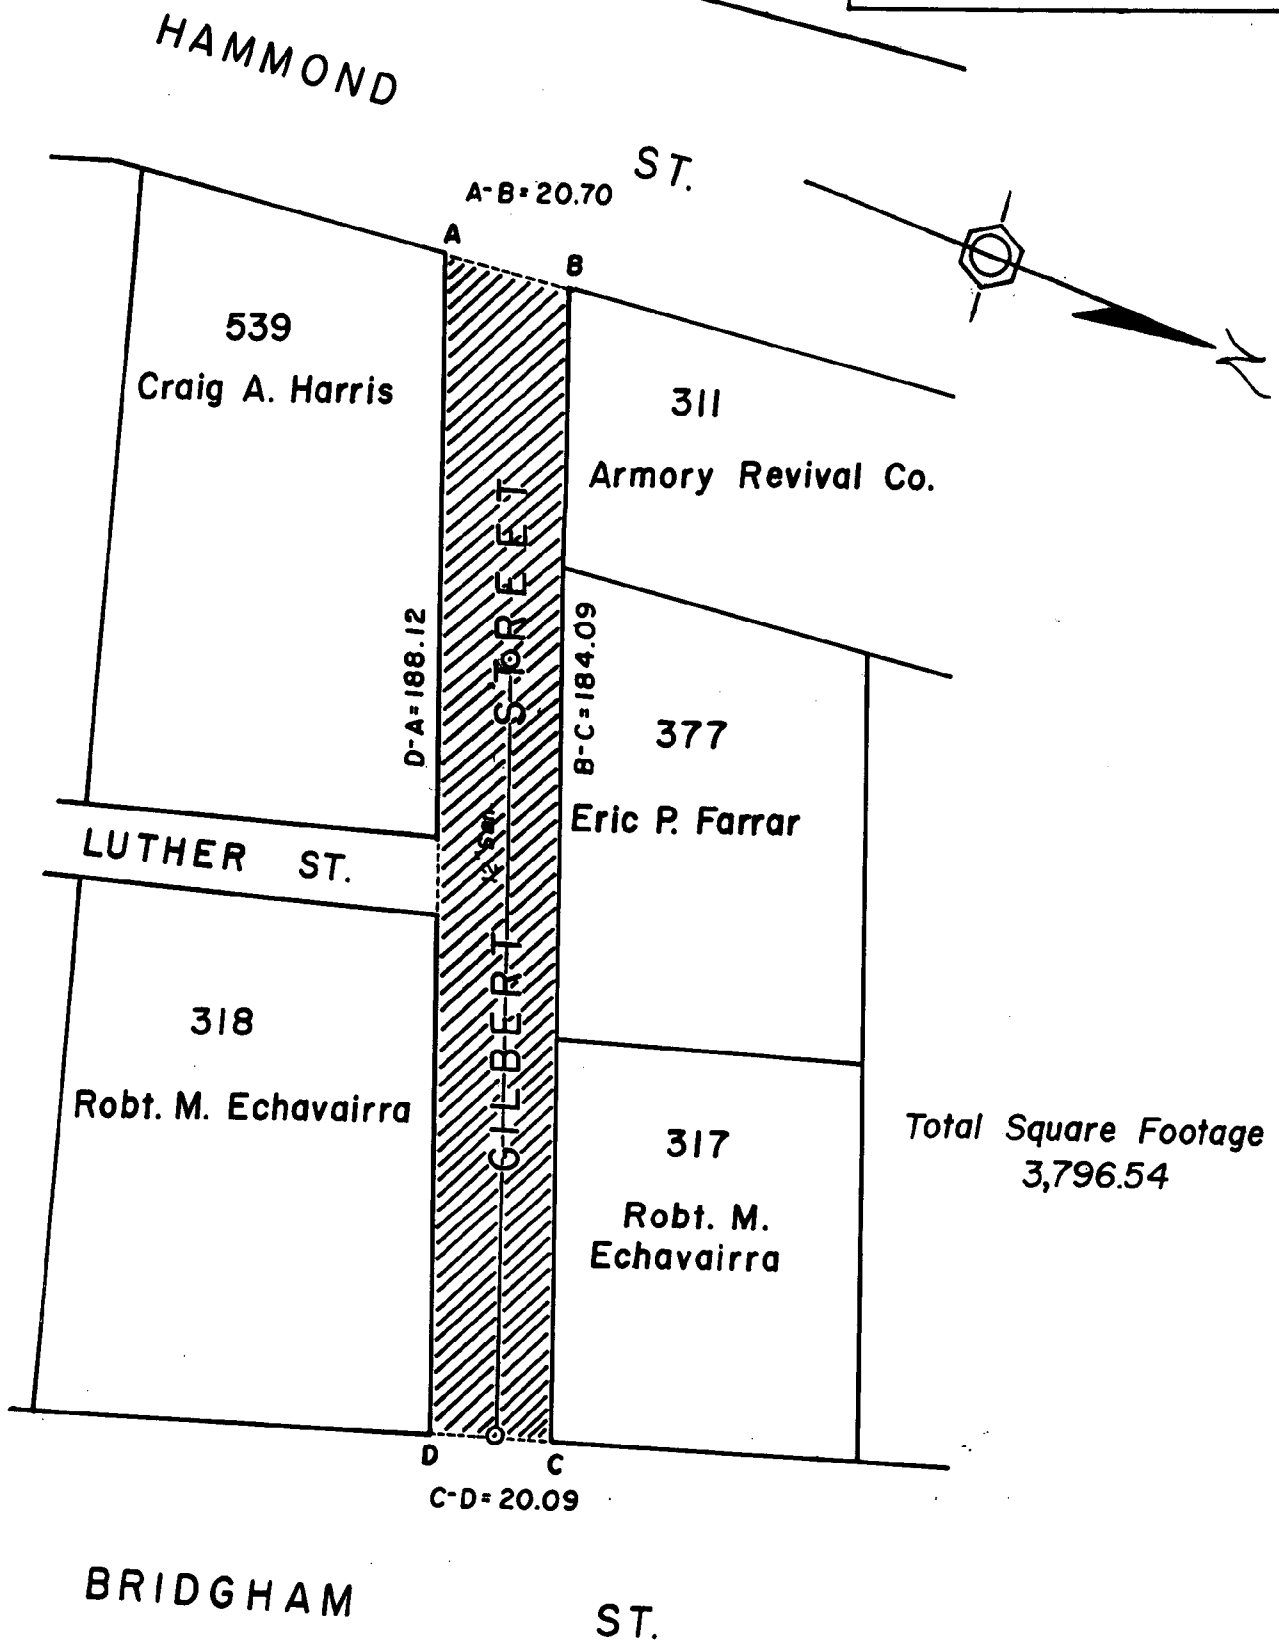 HAMMOND ST.
A-B=20.70
A
B
N
539
Craig A. Harris
311
Armory Revival Co.
D-A=188.12
GILBERT STREET
12" Swr.
B-C=184.09
377
Eric P. Farrar
LUTHER ST.
318
Robt. M. Echavairra
317
Robt. M.
Echavairra
Total Square Footage
3,796.54
D
C
C-D=20.09
BRIDGHAM ST.